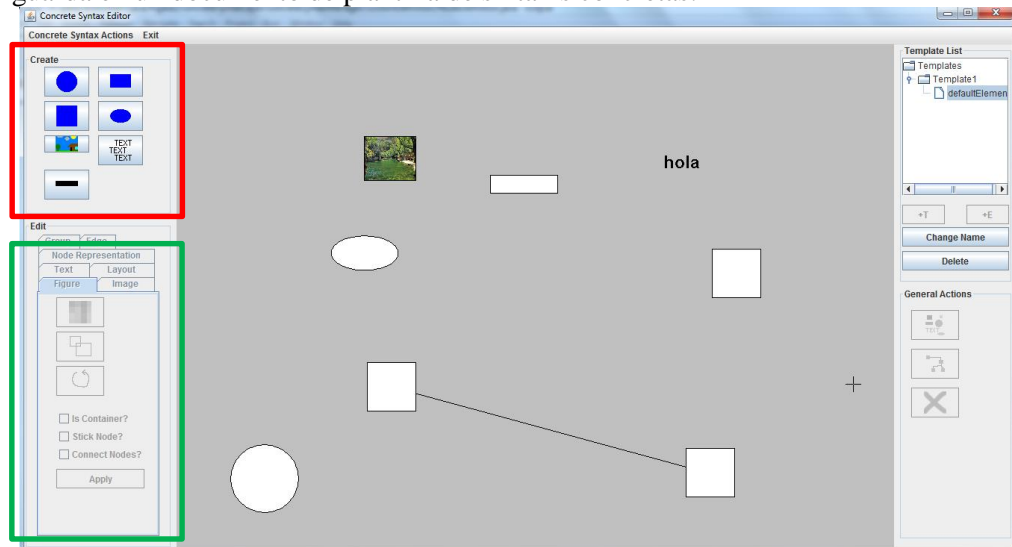 Concrete Syntax Editor
Concrete Syntax Actions Exit
Create
TEXT
TEXT
TEXT
Edit
Group Edge
Node Representation
Text Layout
Figure Image
Is Container?
Stick Node?
Connect Nodes?
Apply
hola
Template List
Templates
Template1
defaultElemen
+T +E
Change Name
Delete
General Actions
TEXT